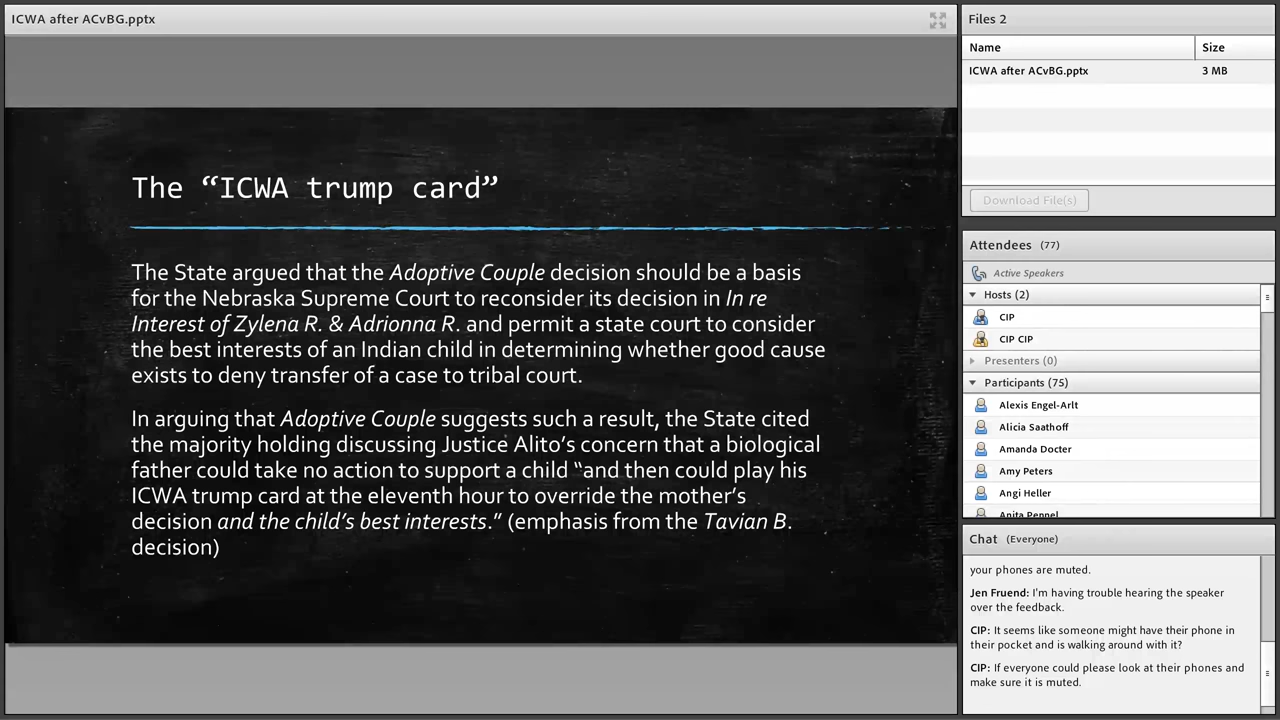 ICWA after ACvBG.pptx
The “ICWA trump card”
The State argued that the Adoptive Couple decision should be a basis
for the Nebraska Supreme Court to reconsider its decision in In re
Interest of Zylena R. & Adrionna R. and permit a state court to consider
the best interests of an Indian child in determining whether good cause
exists to deny transfer of a case to tribal court.
In arguing that Adoptive Couple suggests such a result, the State cited
the majority holding discussing Justice Alito’s concern that a biological
father could take no action to support a child “and then could play his
ICWA trump card at the eleventh hour to override the mother’s
decision and the child’s best interests.” (emphasis from the Tavian B.
decision)
Files 2
Name Size
ICWA after ACvBG.pptx 3 MB
Download File(s)
Attendees (77)
Active Speakers
Hosts (2)
CIP
CIP CIP
Presenters (0)
Participants (75)
Alexis Engel-Arlt
Alicia Saathoff
Amanda Docter
Amy Peters
Angi Heller
Anita Pennel
Chat (Everyone)
your phones are muted.
Jen Fruend: I'm having trouble hearing the speaker
over the feedback.
CIP: It seems like someone might have their phone in
their pocket and is walking around with it?
CIP: If everyone could please look at their phones and
make sure it is muted.